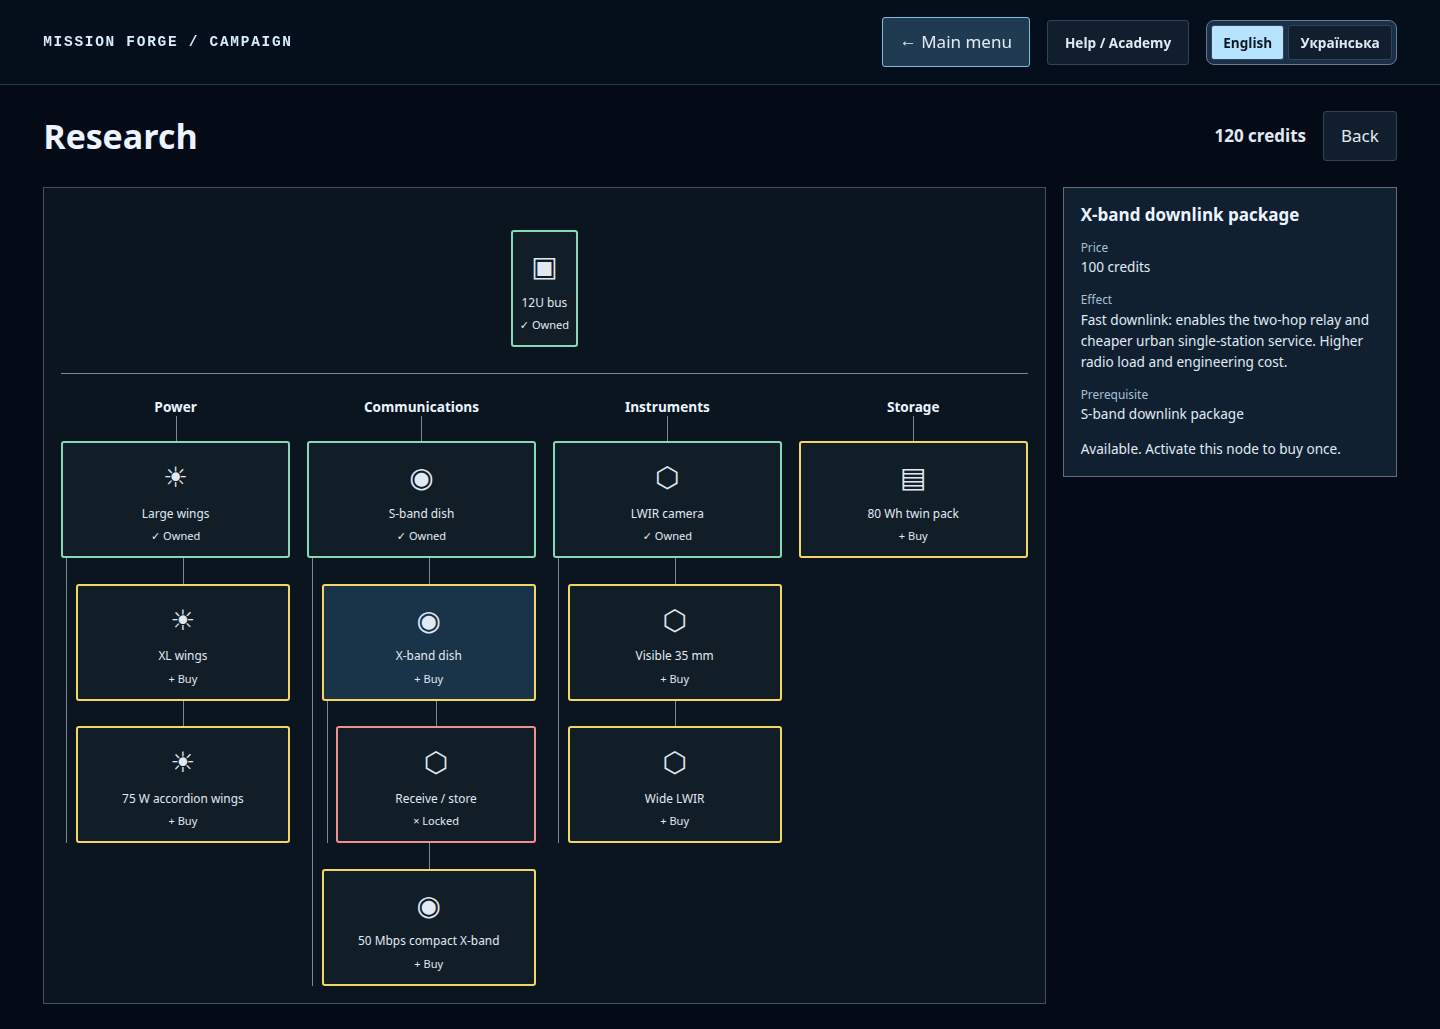 MISSION FORGE / CAMPAIGN
← Main menu
Help / Academy
English
Українська
Research
120 credits
Back
12U bus
✓ Owned
Power
Communications
Instruments
Storage
Large wings
✓ Owned
S-band dish
✓ Owned
LWIR camera
✓ Owned
80 Wh twin pack
+ Buy
XL wings
+ Buy
X-band dish
+ Buy
Visible 35 mm
+ Buy
75 W accordion wings
+ Buy
Receive / store
× Locked
Wide LWIR
+ Buy
50 Mbps compact X-band
+ Buy
X-band downlink package
Price
100 credits
Effect
Fast downlink: enables the two-hop relay and
cheaper urban single-station service. Higher
radio load and engineering cost.
Prerequisite
S-band downlink package
Available. Activate this node to buy once.